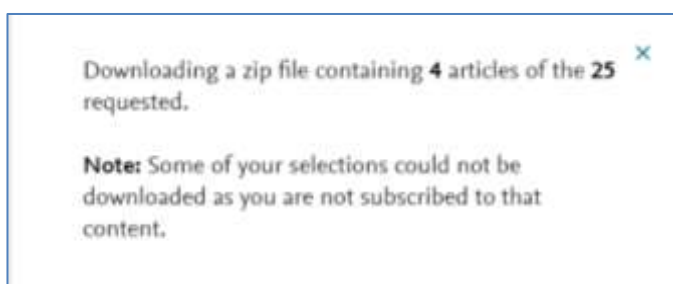 Downloading a zip file containing 4 articles of the 25
requested.
Note: Some of your selections could not be
downloaded as you are not subscribed to that
content.